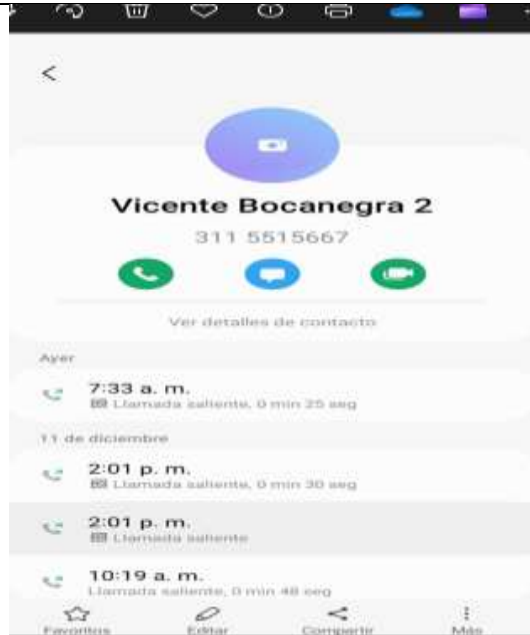 Vicente Bocanegra 2
311 5515667
Ver detalles de contacto
Ayer
7:33 a. m.
Llamada saliente, 0 min 25 seg
11 de diciembre
2:01 p. m.
Llamada saliente, 0 min 30 seg
2:01 p. m.
Llamada saliente
10:19 a. m.
Llamada saliente, 0 min 48 seg
Favoritos Editar Compartir Más